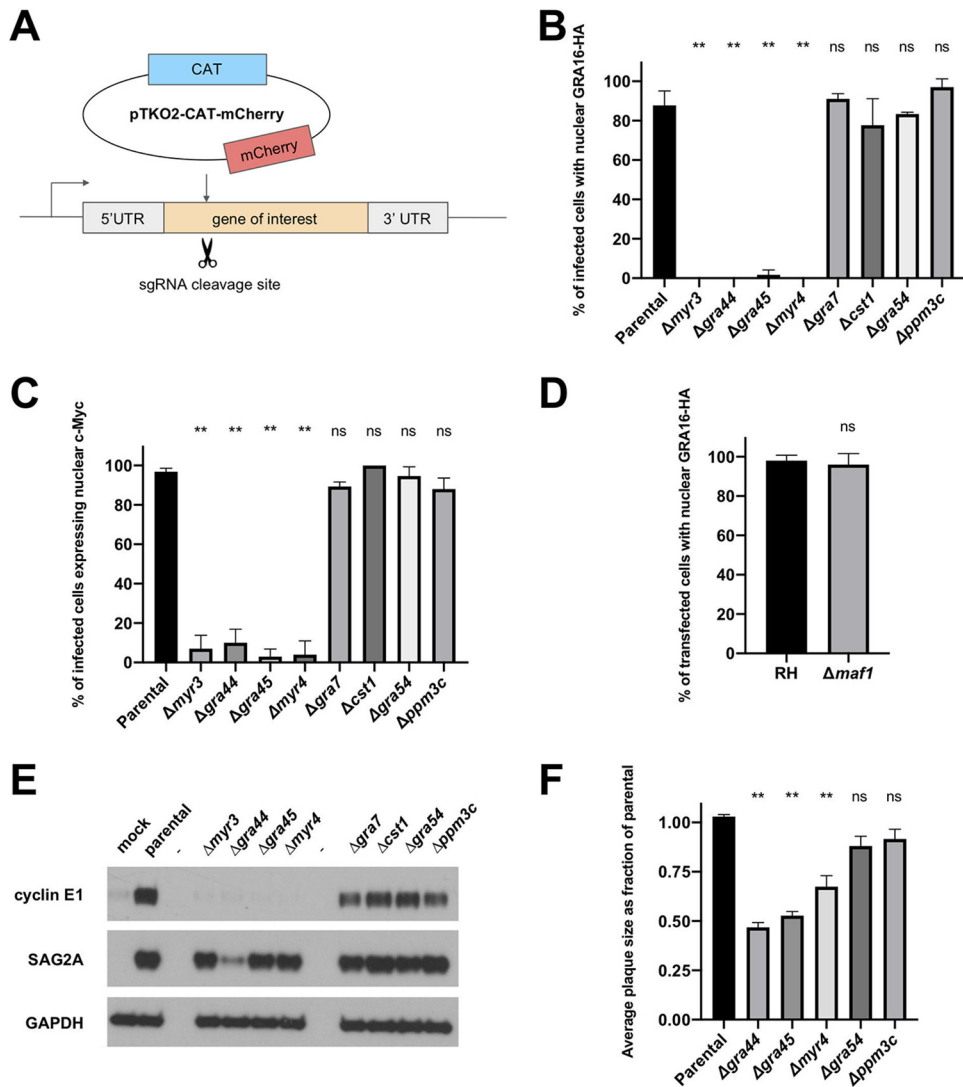 A
CAT
pTKO2-CAT-mCherry
mCherry
5'UTR
gene of interest
3' UTR
sgRNA cleavage site
B
% of infected cells with nuclear GRA16-HA
** ** ** ** ns ns ns ns
100
80
60
40
20
0
Parental
Δmyr3
Δgra44
Δgra45
Δmyr4
Δgra7
Δcst1
Δgra54
Δppm3c
C
% of infected cells expressing nuclear c-Myc
** ** ** ** ns ns ns ns
100
80
60
40
20
0
Parental
Δmyr3
Δgra44
Δgra45
Δmyr4
Δgra7
Δcst1
Δgra54
Δppm3c
D
% of transfected cells with nuclear GRA16-HA
ns
100
80
60
40
20
0
RH
Δmaf1
E
mock
parental
-
Δmyr3
Δgra44
Δgra45
Δmyr4
-
Δgra7
Δcst1
Δgra54
Δppm3c
cyclin E1
SAG2A
GAPDH
F
Average plaque size as fraction of parental
** ** ** ns ns
1.00
0.75
0.50
0.25
0.00
Parental
Δgra44
Δgra45
Δmyr4
Δgra54
Δppm3c